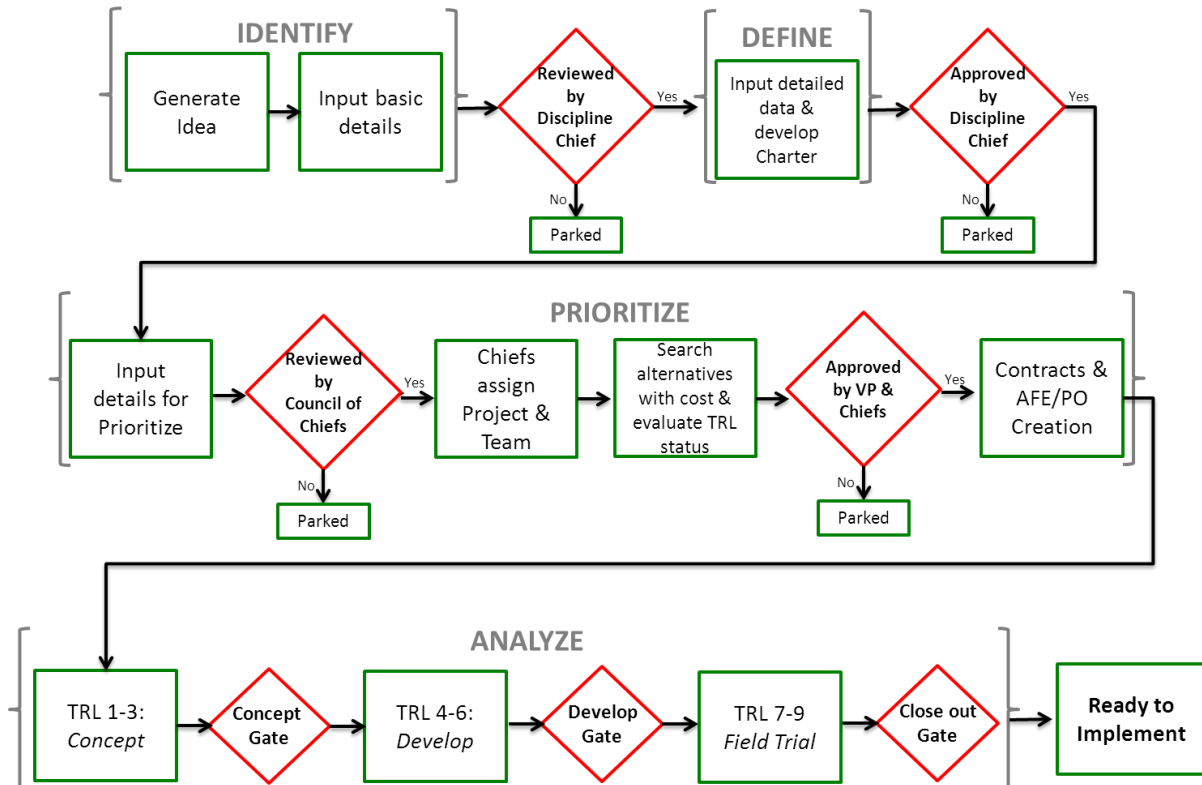 IDENTIFY
Generate
Idea
Input basic
details
Reviewed
by
Discipline
Chief
Yes
No
Parked
DEFINE
Input detailed
data &
develop
Charter
Approved
by
Discipline
Chief
Yes
No
Parked
PRIORITIZE
Input
details for
Prioritize
Reviewed
by
Council of
Chiefs
Yes
No
Parked
Chiefs
assign
Project &
Team
Search
alternatives
with cost &
evaluate TRL
status
Approved
by VP &
Chiefs
Yes
No
Parked
Contracts &
AFE/PO
Creation
ANALYZE
TRL 1-3:
Concept
Concept
Gate
TRL 4-6:
Develop
Develop
Gate
TRL 7-9
Field Trial
Close out
Gate
Ready to
Implement